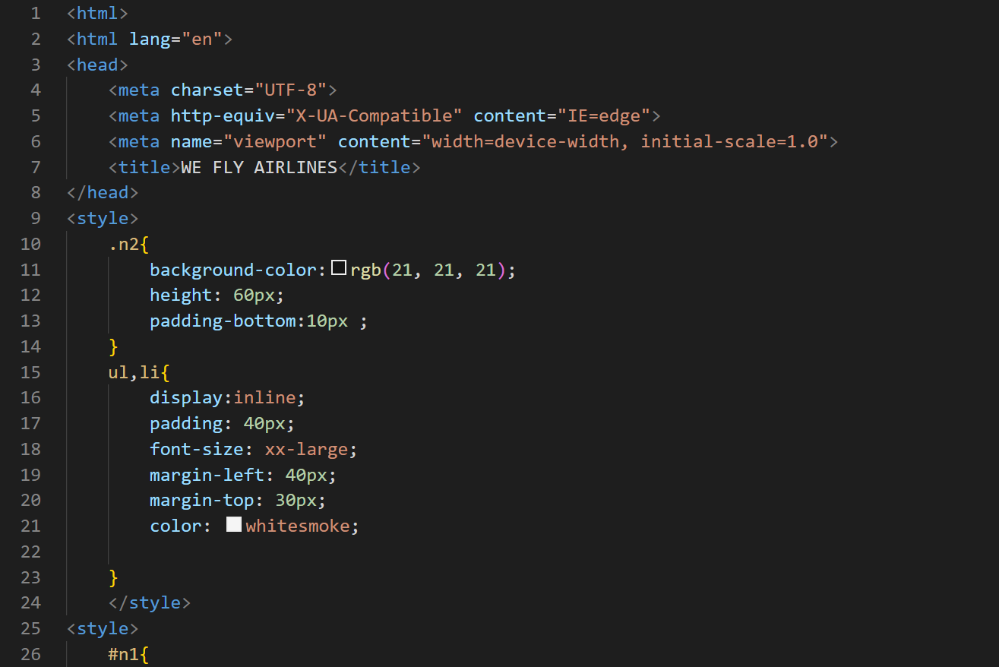 1 <html>
2 <html lang="en">
3 <head>
4     <meta charset="UTF-8">
5     <meta http-equiv="X-UA-Compatible" content="IE=edge">
6     <meta name="viewport" content="width=device-width, initial-scale=1.0">
7     <title>WE FLY AIRLINES</title>
8 </head>
9 <style>
10     .n2{
11         background-color: rgb(21, 21, 21);
12         height: 60px;
13         padding-bottom:10px ;
14     }
15     ul,li{
16         display:inline;
17         padding: 40px;
18         font-size: xx-large;
19         margin-left: 40px;
20         margin-top: 30px;
21         color: whitesmoke;
22
23     }
24     </style>
25 <style>
26     #n1{